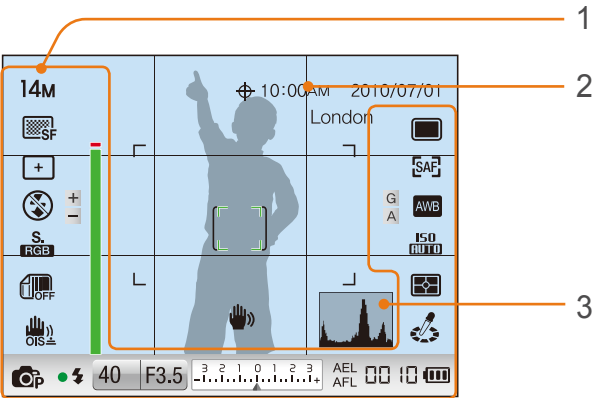 1
14M
10:00AM 2010/07/01
2
London
SF
SAF
+
-
G
A
AWB
S.
RGB
ISO
AUTO
OFF
3
OIS
P
40 F3.5
3 2 1 0 1 2 3
- +
AEL
AFL
0010